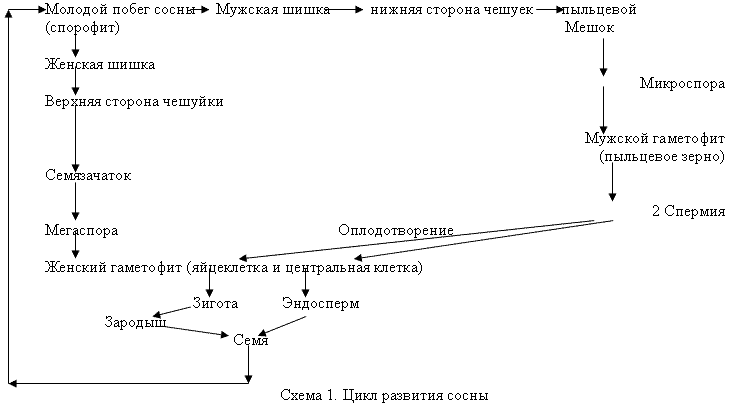 Молодой побег сосны Мужская шишка нижняя сторона чешуек пыльцевой
(спорофит) Мешок
Женская шишка
Микроспора
Верхняя сторона чешуйки
Мужской гаметофит
(пыльцевое зерно)
Семязачаток
2 Спермия
Мегаспора Оплодотворение
Женский гаметофит (яйцеклетка и центральная клетка)
Зигота Эндосперм
Зародыш
Семя
Схема 1. Цикл развития сосны